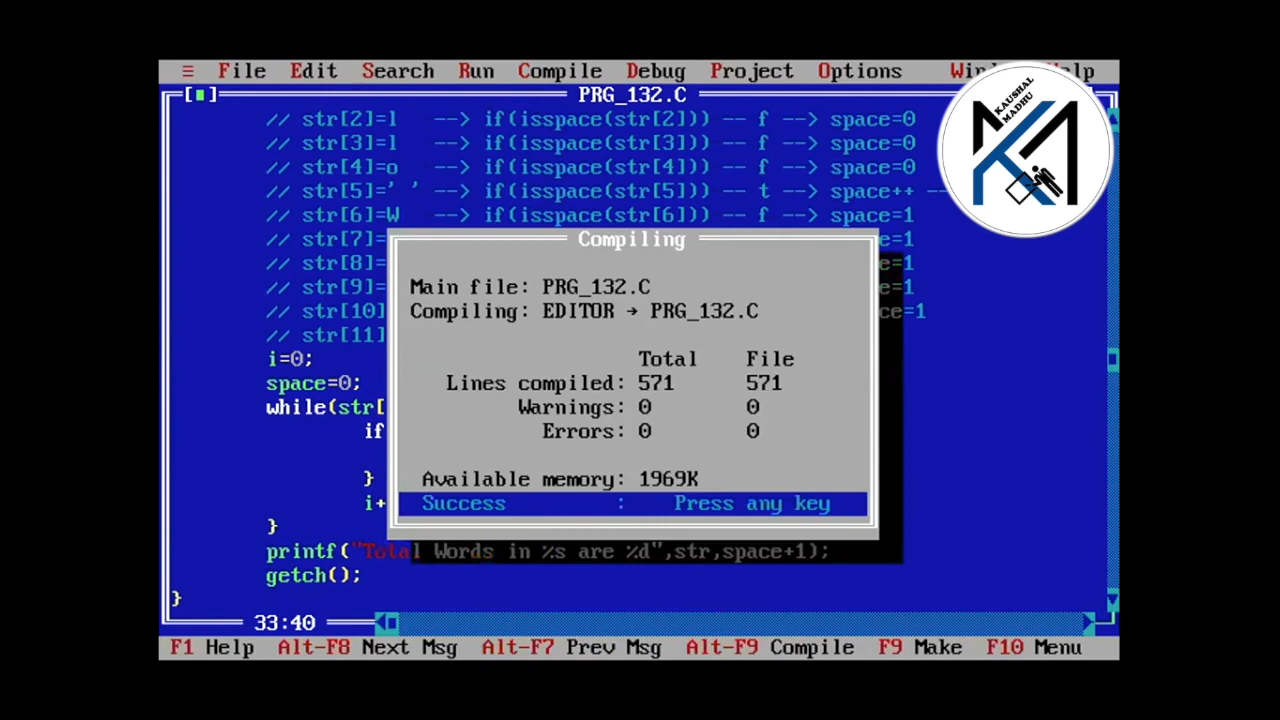 ≡ File Edit Search Run Compile Debug Project Options
KAUSHAL
MADHU
[■] PRG_132.C
// str[2]=l --> if(isspace(str[2])) -- f --> space=0
// str[3]=l --> if(isspace(str[3])) -- f --> space=0
// str[4]=o --> if(isspace(str[4])) -- f --> space=0
// str[5]=' ' --> if(isspace(str[5])) -- t --> space++ --
// str[6]=W --> if(isspace(str[6])) -- f --> space=1
// str[7]= e=1
// str[8]= e=1
// str[9]= e=1
// str[10] ce=1
// str[11]
i=0;
space=0;
while(str[
if
}
i+
}
printf("Total Words in %s are %d",str,space+1);
getch();
}
Compiling
Main file: PRG_132.C
Compiling: EDITOR → PRG_132.C
Total File
Lines compiled: 571 571
Warnings: 0 0
Errors: 0 0
Available memory: 1969K
Success : Press any key
33:40
F1 Help Alt-F8 Next Msg Alt-F7 Prev Msg Alt-F9 Compile F9 Make F10 Menu